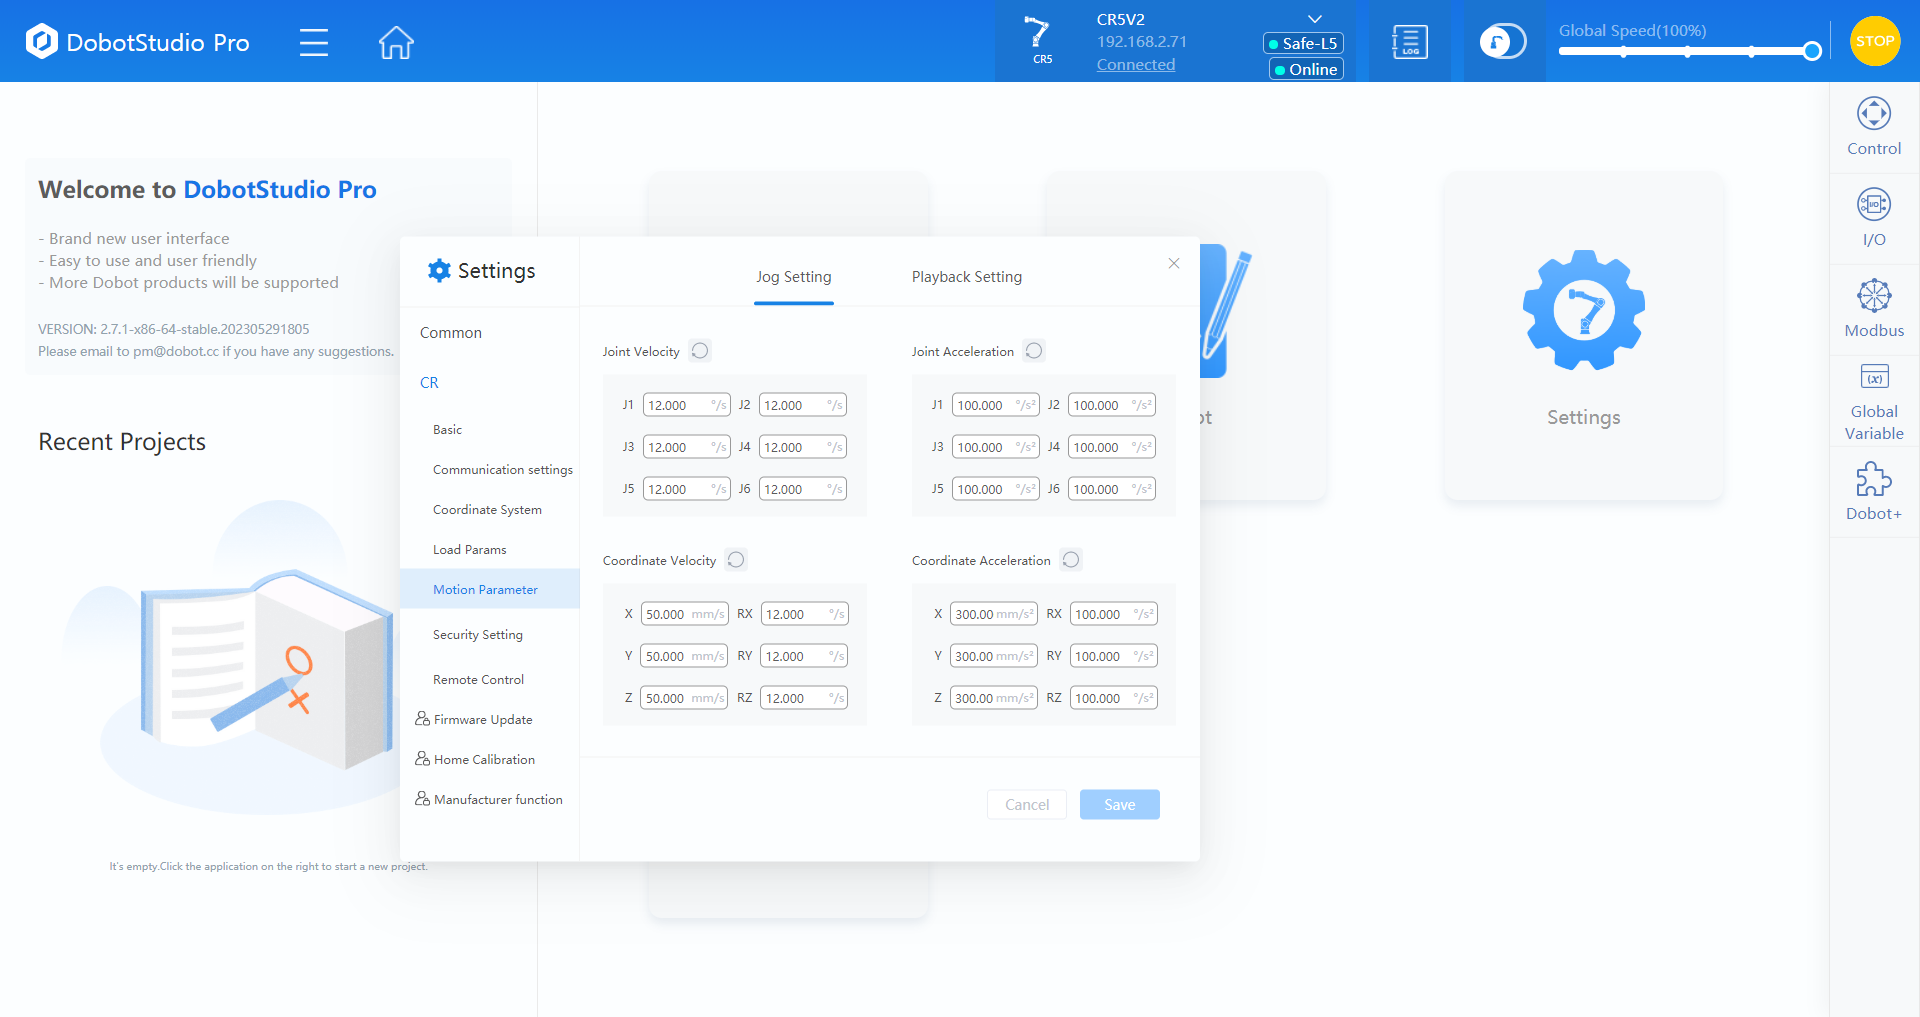 DobotStudio Pro
CR5
CR5V2
192.168.2.71
Connected
Safe-L5
Online
LOG
Global Speed(100%)
STOP
Welcome to DobotStudio Pro
- Brand new user interface
- Easy to use and user friendly
- More Dobot products will be supported
VERSION: 2.7.1-x86-64-stable.202305291805
Please email to pm@dobot.cc if you have any suggestions.
Recent Projects
It's empty.Click the application on the right to start a new project.
Settings
Common
CR
Basic
Communication settings
Coordinate System
Load Params
Motion Parameter
Security Setting
Remote Control
Firmware Update
Home Calibration
Manufacturer function
Jog Setting Playback Setting
Joint Velocity
J1 12.000 °/s J2 12.000 °/s
J3 12.000 °/s J4 12.000 °/s
J5 12.000 °/s J6 12.000 °/s
Joint Acceleration
J1 100.000 °/s² J2 100.000 °/s²
J3 100.000 °/s² J4 100.000 °/s²
J5 100.000 °/s² J6 100.000 °/s²
Coordinate Velocity
X 50.000 mm/s RX 12.000 °/s
Y 50.000 mm/s RY 12.000 °/s
Z 50.000 mm/s RZ 12.000 °/s
Coordinate Acceleration
X 300.00 mm/s² RX 100.000 °/s²
Y 300.00 mm/s² RY 100.000 °/s²
Z 300.00 mm/s² RZ 100.000 °/s²
Cancel Save
ot
Settings
Control
I/O
I/O
Modbus
(x)
Global
Variable
Dobot+